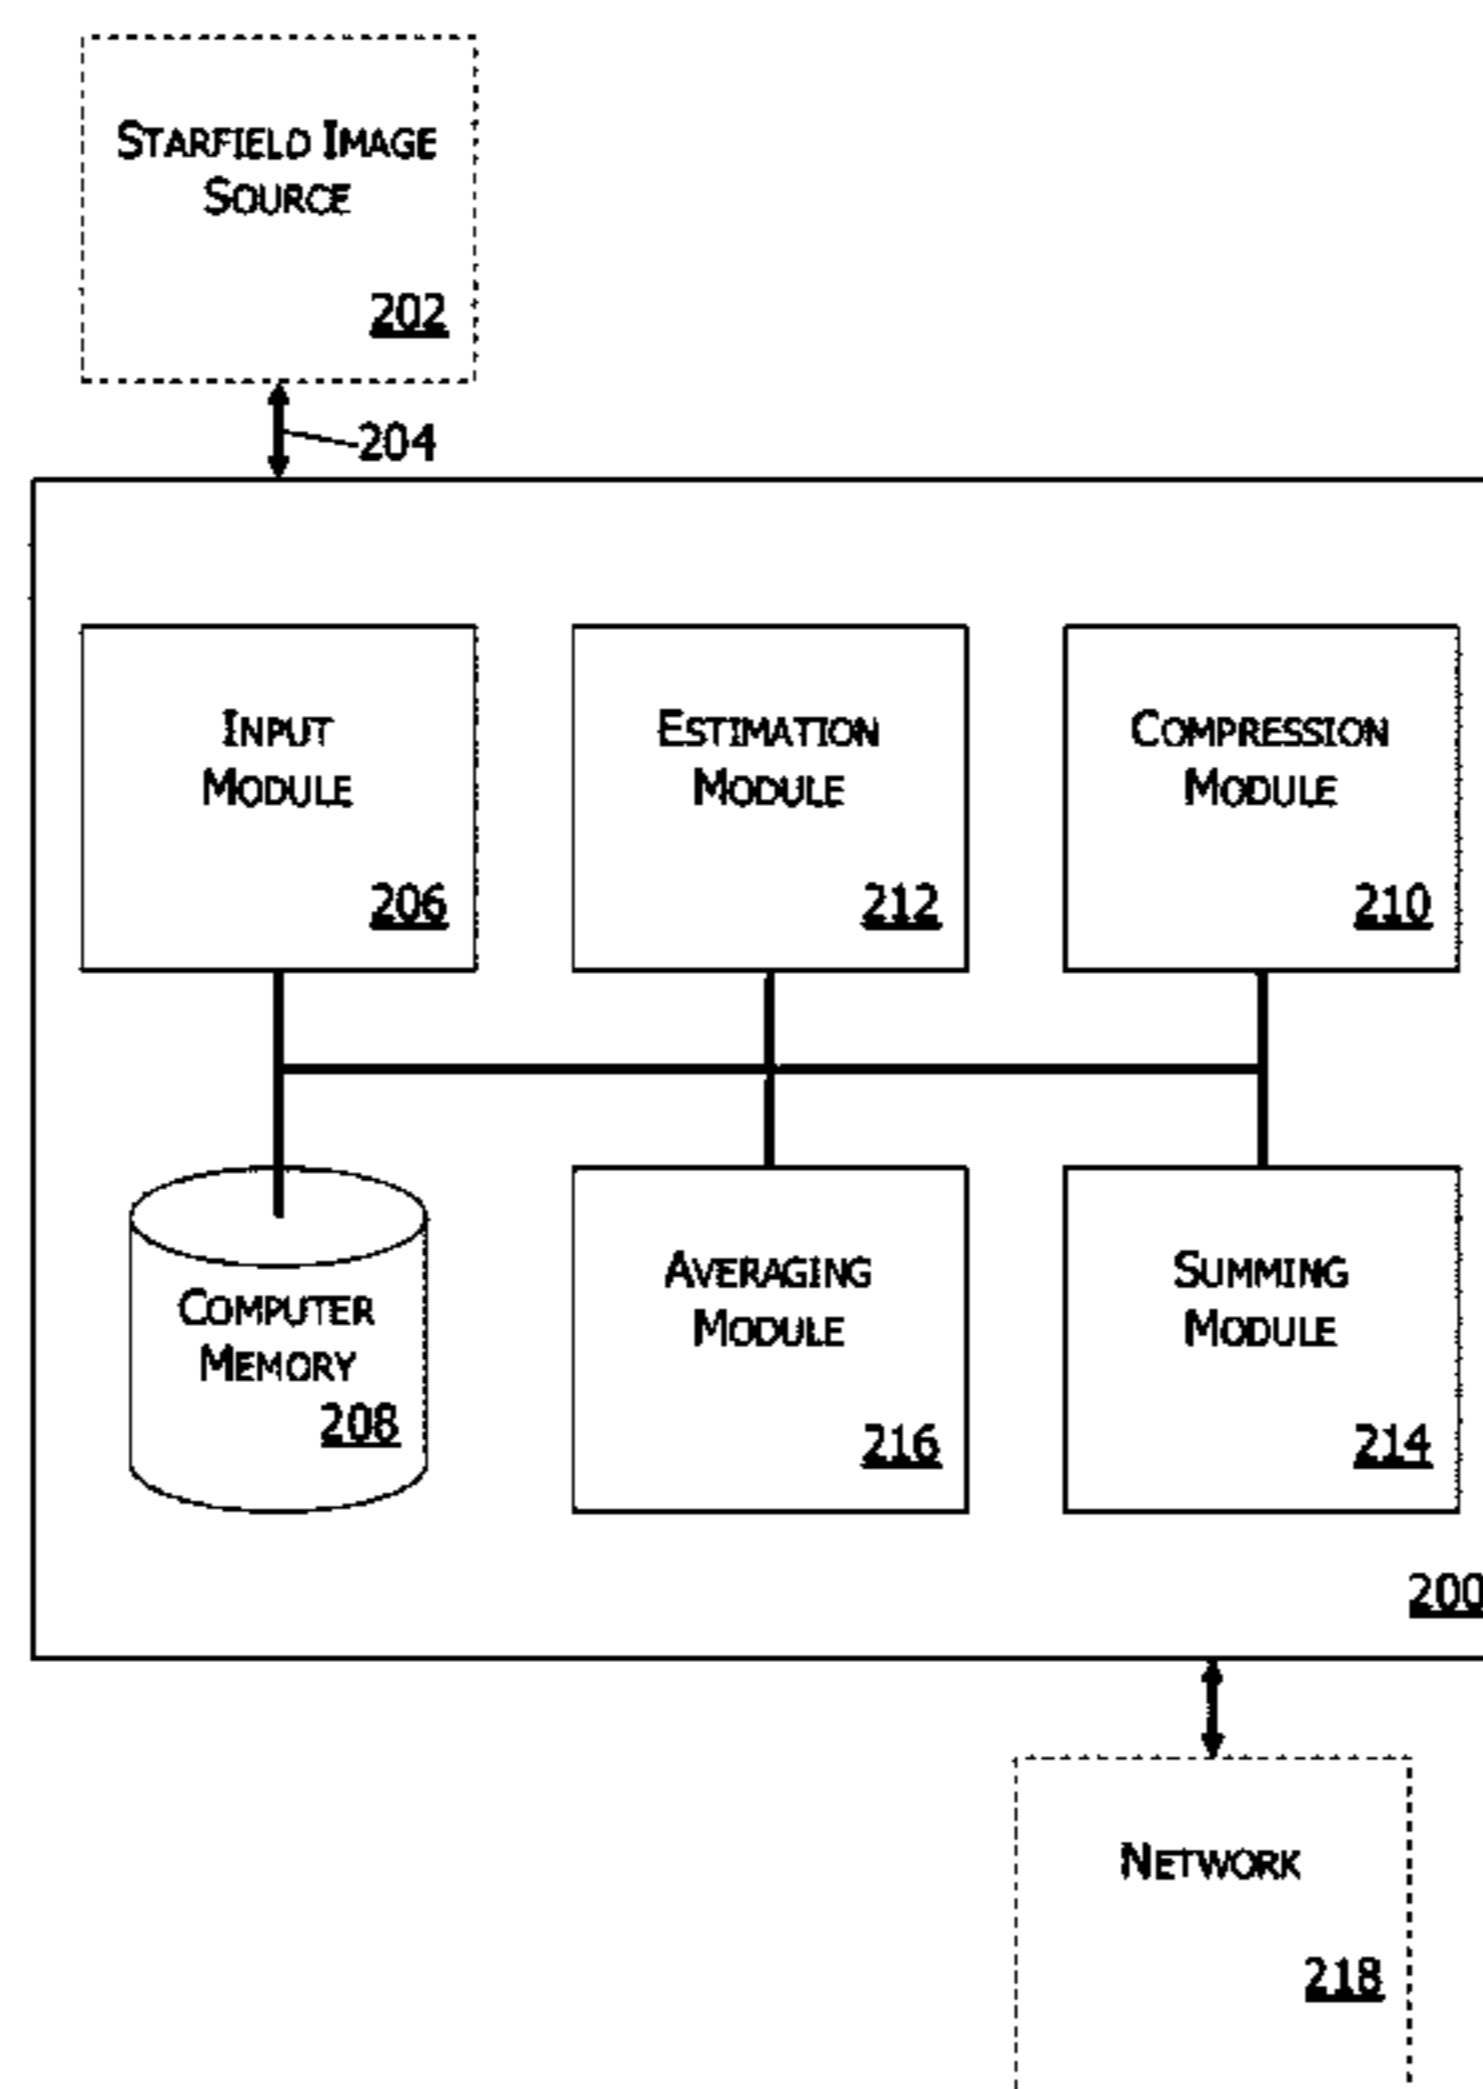 STARFIELD IMAGE
SOURCE
202
204
INPUT
MODULE
206
ESTIMATION
MODULE
212
COMPRESSION
MODULE
210
COMPUTER
MEMORY
208
AVERAGING
MODULE
216
SUMMING
MODULE
214
200
NETWORK
218